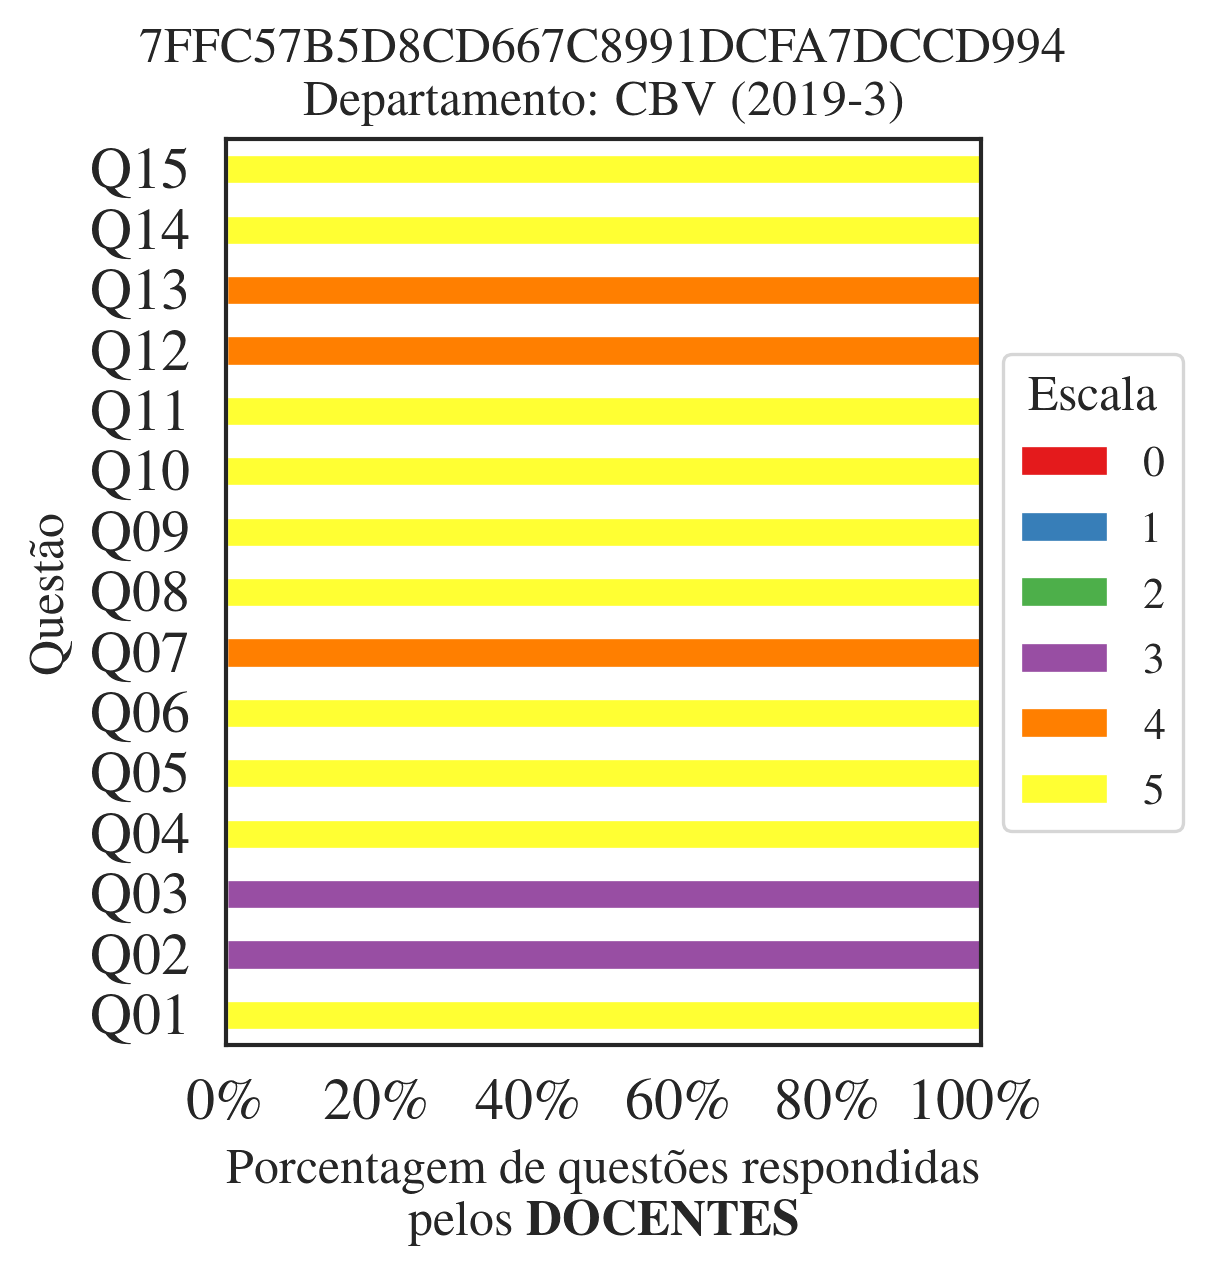 7FFC57B5D8CD667C8991DCFA7DCCD994
Departamento: CBV (2019-3)
Q15
Q14
Q13
Q12
Q11
Q10
Q09
Q08
Q07
Q06
Q05
Q04
Q03
Q02
Q01
Questão
0% 20% 40% 60% 80% 100%
Porcentagem de questões respondidas
pelos DOCENTES
Escala
0
1
2
3
4
5